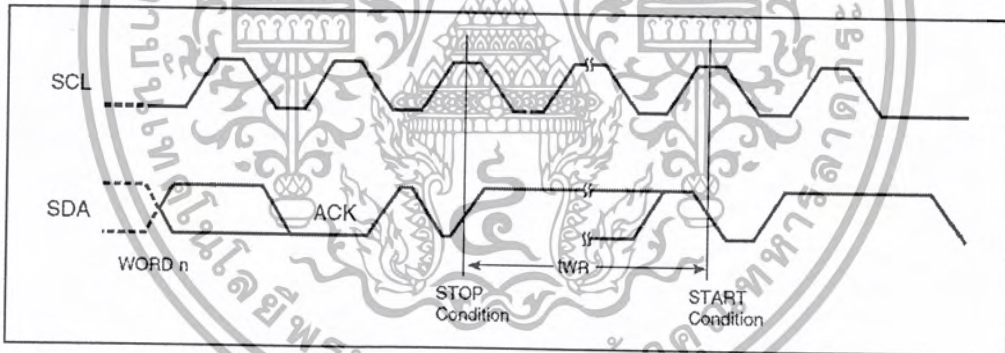 SCL
SDA
ACK
WORD n
tWR
STOP
Condition
START
Condition